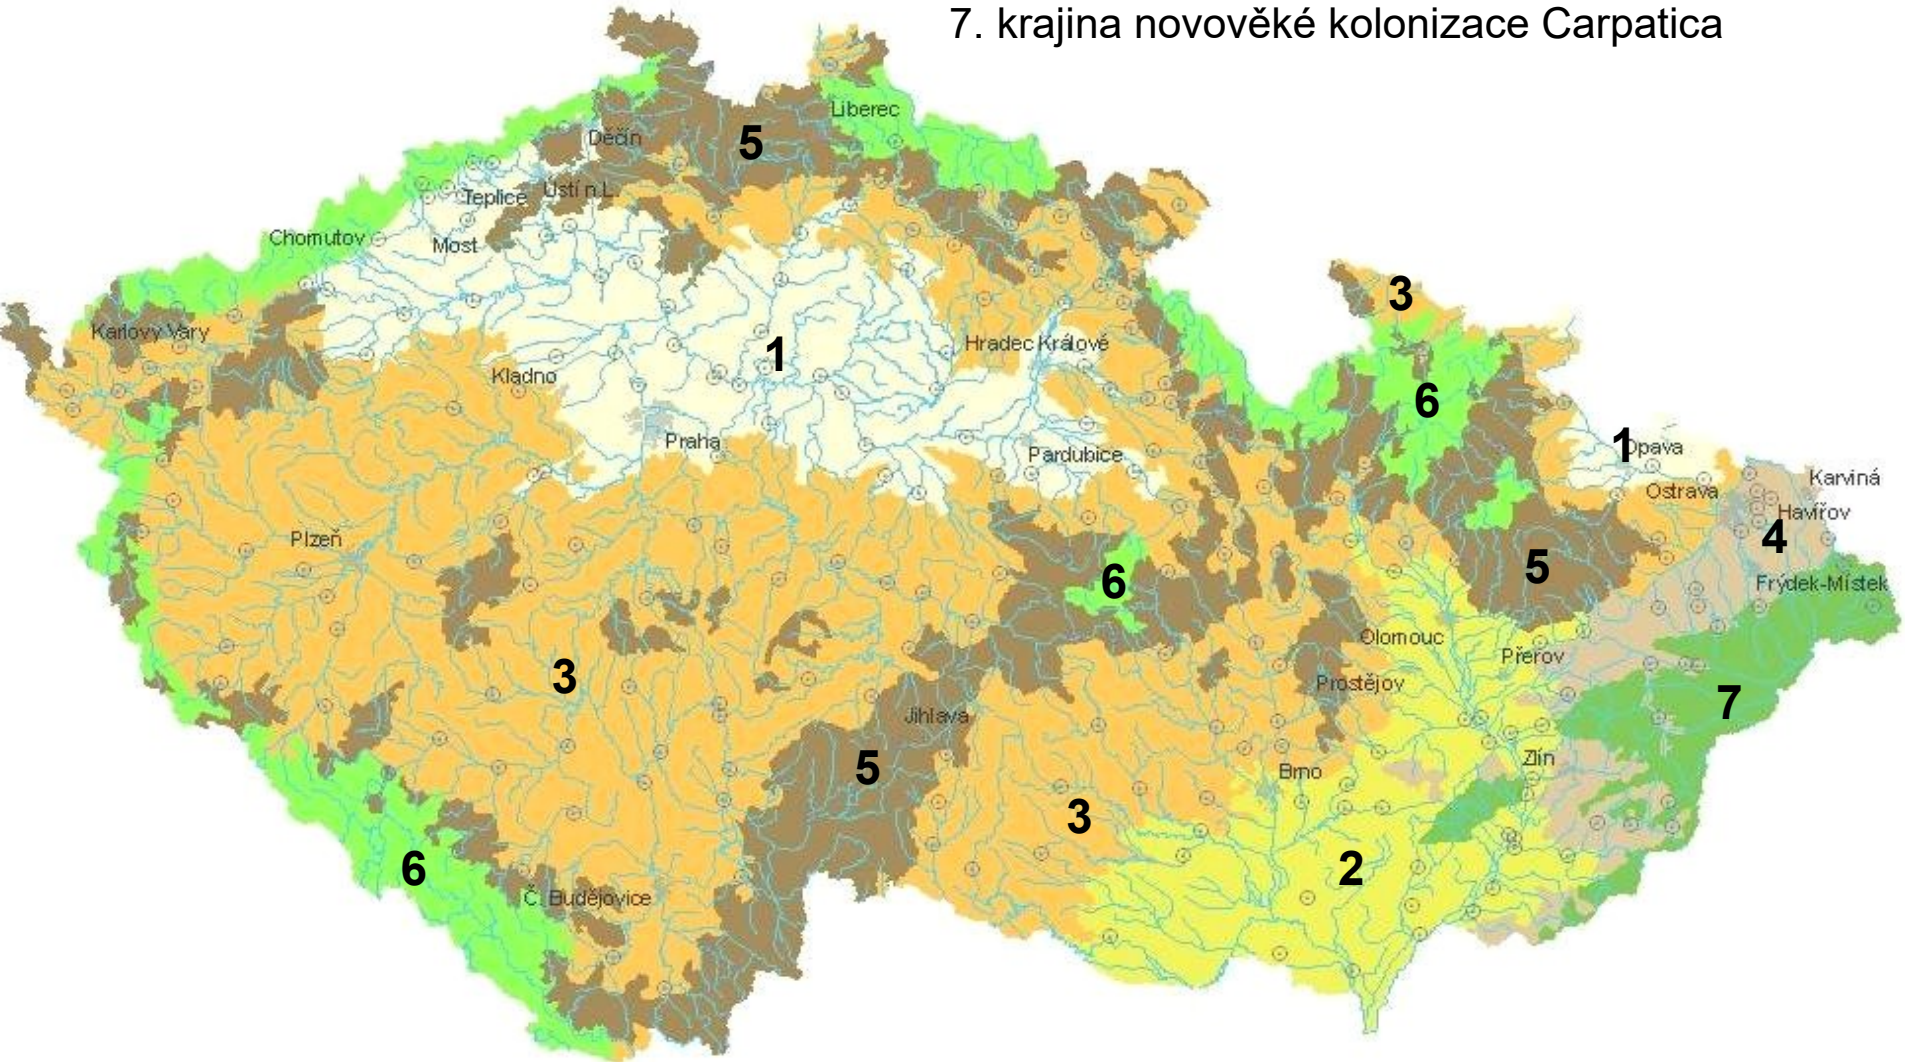 7. krajina novověké kolonizace Carpatica
Liberec
5
Děčín
Ústí n L.
Teplice
Chomutov
Most
3
Karlovy Vary
Hradec Králové
1
Kladno
6
Praha
Pardubice
1
Opava
Karviná
Ostrava
Havířov
Plzeň
4
5
6
Frýdek-Místek
Olomouc
Přerov
3
Prostějov
7
Jihlava
Zlín
5
Brno
3
6
2
Č. Budějovice